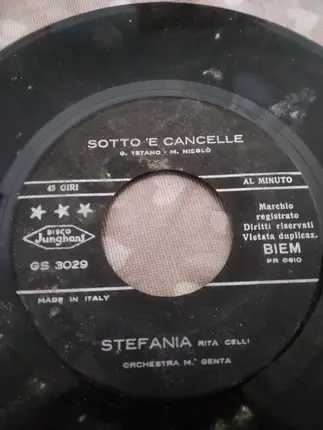 SOTTO 'E CANCELLE
G. TETANO - M. NICOLÒ
45 GIRI
AL MINUTO
DISCO
Junghans
GS 3029
Marchio
registrato
Diritti riservati
Vietata duplicaz.
BIEM
PR 0610
MADE IN ITALY
STEFANIA RITA CELLI
ORCHESTRA M° GENTA